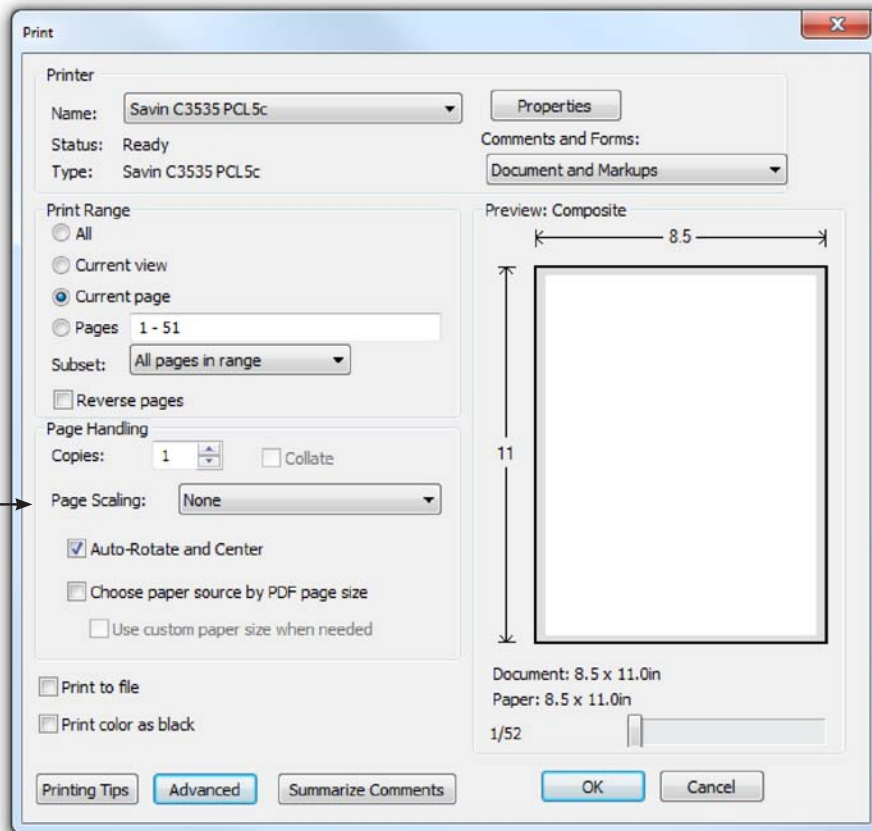 Print
Printer
Name: Savin C3535 PCL5c Properties
Status: Ready Comments and Forms:
Type: Savin C3535 PCL5c Document and Markups
Print Range
All
Current view
Current page
Pages 1 - 51
Subset: All pages in range
Reverse pages
Page Handling
Copies: 1 Collate
Page Scaling: None
Auto-Rotate and Center
Choose paper source by PDF page size
Use custom paper size when needed
Print to file
Print color as black
Preview: Composite
8.5
11
Document: 8.5 x 11.0in
Paper: 8.5 x 11.0in
1/52
Printing Tips Advanced Summarize Comments OK Cancel